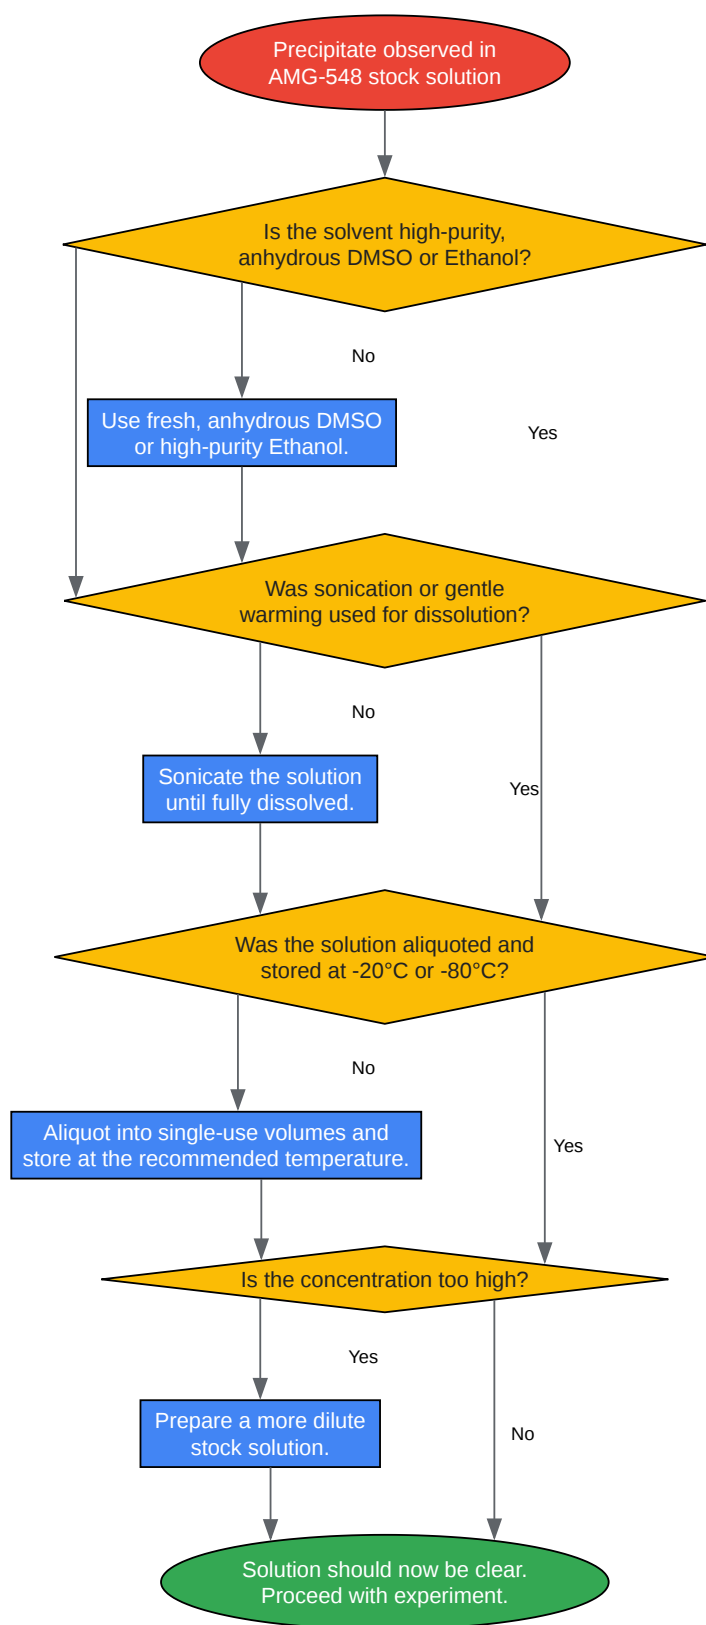 Precipitate observed in
AMG-548 stock solution
Is the solvent high-purity,
anhydrous DMSO or Ethanol?
No
Use fresh, anhydrous DMSO
or high-purity Ethanol.
Yes
Was sonication or gentle
warming used for dissolution?
No
Sonicate the solution
until fully dissolved.
Yes
Was the solution aliquoted and
stored at -20°C or -80°C?
No
Aliquot into single-use volumes and
store at the recommended temperature.
Yes
Is the concentration too high?
Yes
Prepare a more dilute
stock solution.
No
Solution should now be clear.
Proceed with experiment.